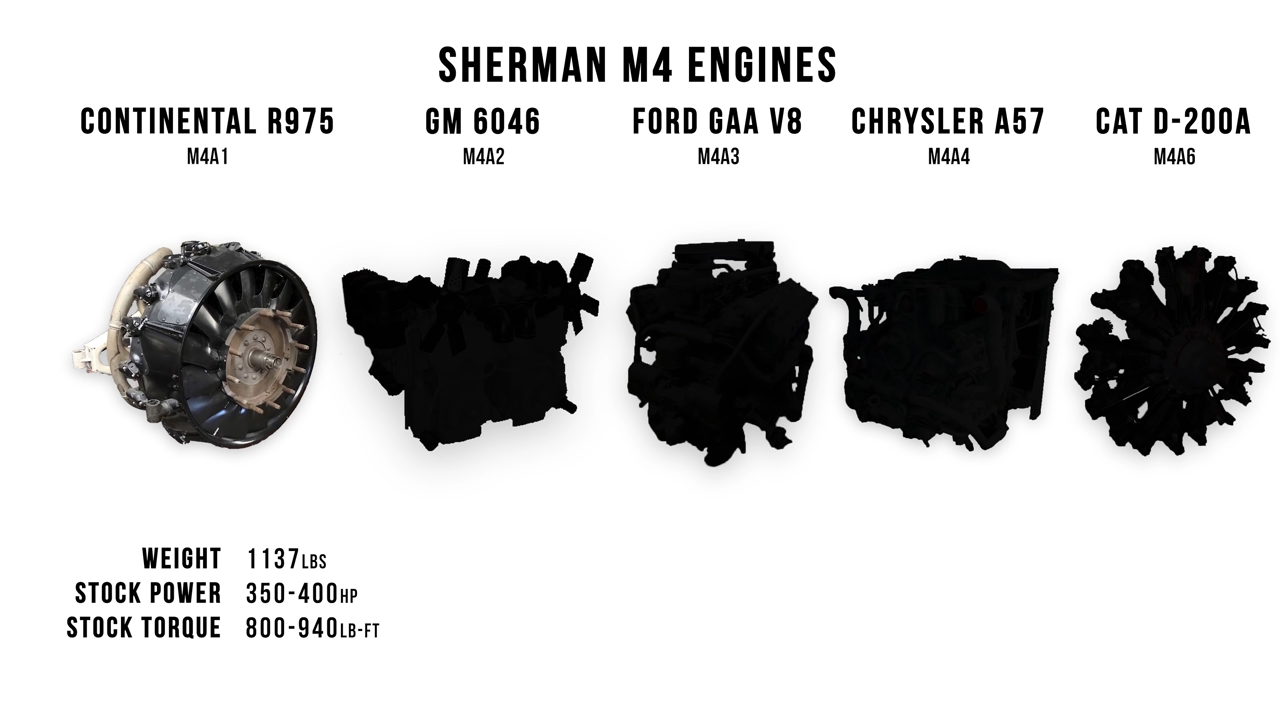 SHERMAN M4 ENGINES
CONTINENTAL R975
M4A1
GM 6046
M4A2
FORD GAA V8
M4A3
CHRYSLER A57
M4A4
CAT D-200A
M4A6
WEIGHT 1137LBS
STOCK POWER 350-400HP
STOCK TORQUE 800-940LB-FT